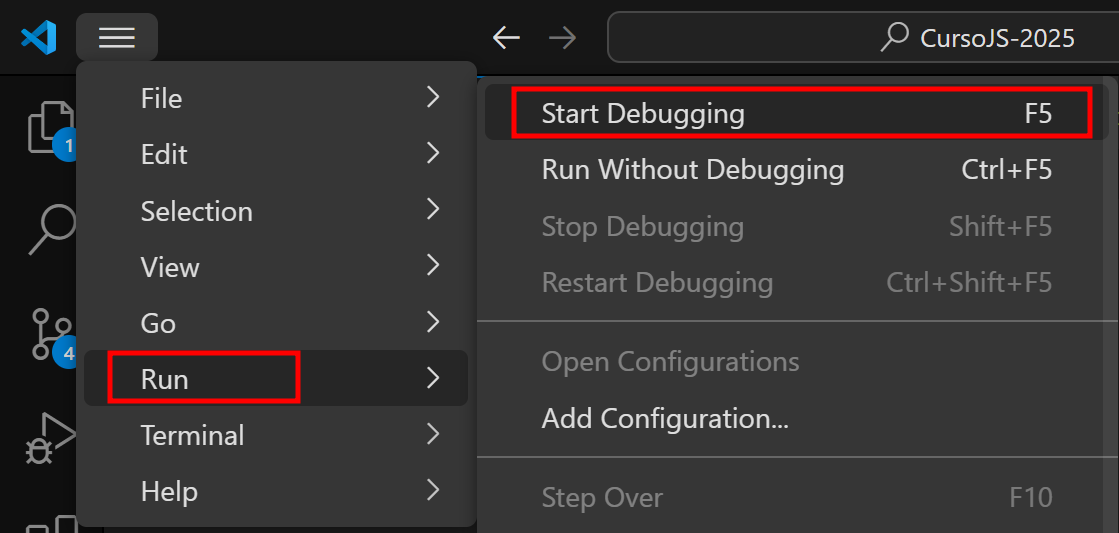 CursoJS-2025
File
Edit
Selection
View
Go
Run
Terminal
Help
Start Debugging F5
Run Without Debugging Ctrl+F5
Stop Debugging Shift+F5
Restart Debugging Ctrl+Shift+F5
Open Configurations
Add Configuration...
Step Over F10
1
4